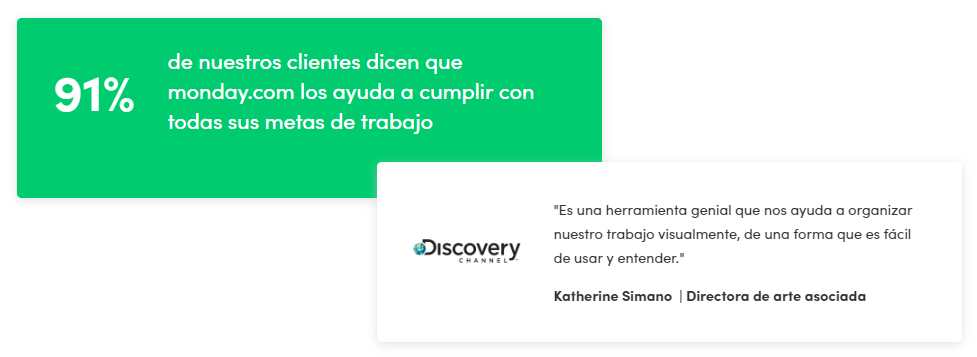 91%
de nuestros clientes dicen que
monday.com los ayuda a cumplir con
todas sus metas de trabajo
Discovery
CHANNEL
"Es una herramienta genial que nos ayuda a organizar
nuestro trabajo visualmente, de una forma que es fácil
de usar y entender."
Katherine Simano | Directora de arte asociada